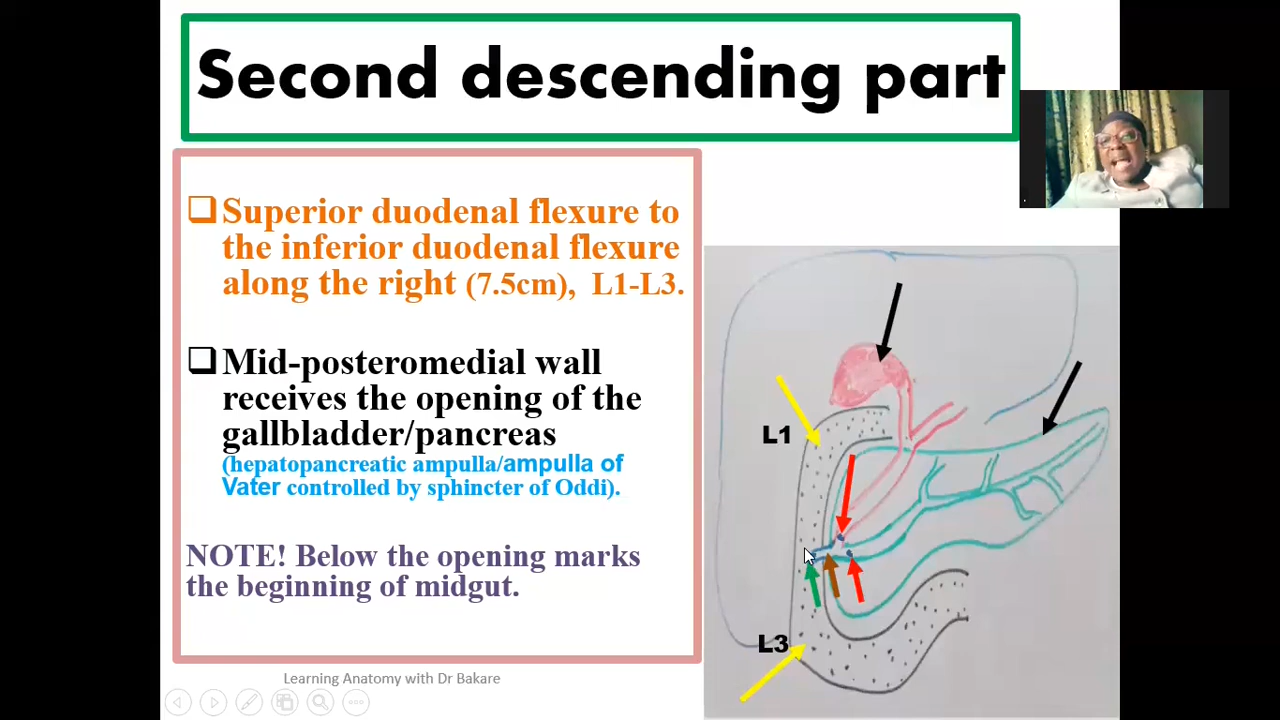 Second descending part
Superior duodenal flexure to
the inferior duodenal flexure
along the right (7.5cm), L1-L3.
Mid-posteromedial wall
receives the opening of the
gallbladder/pancreas
(hepatopancreatic ampulla/ampulla of
Vater controlled by sphincter of Oddi).
NOTE! Below the opening marks
the beginning of midgut.
L1
L3
Learning Anatomy with Dr Bakare